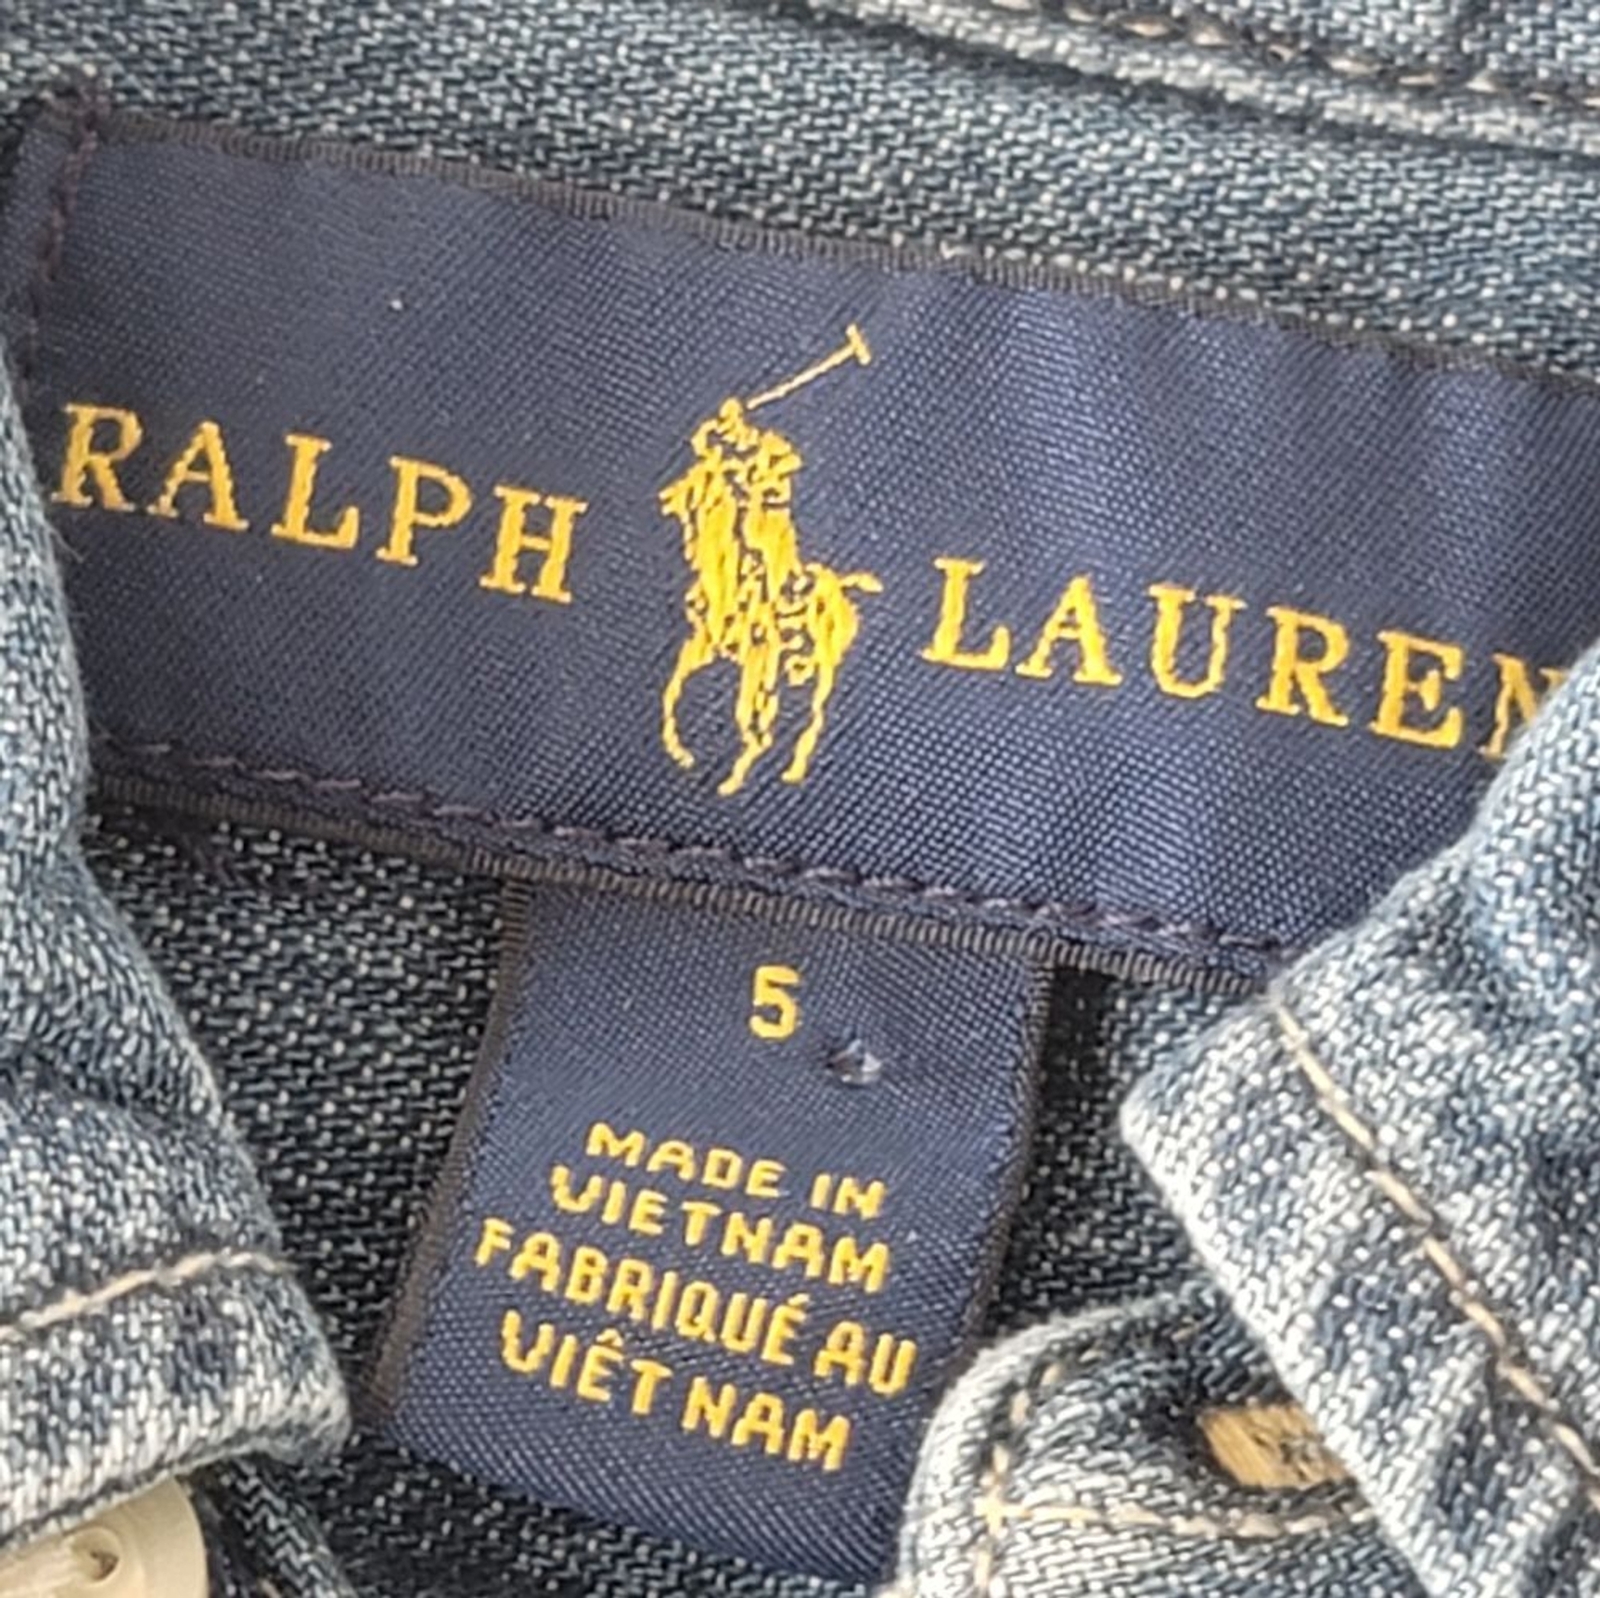 RALPH LAUREN
5
MADE IN
VIETNAM
FABRIQUÉ AU
VIÊT NAM